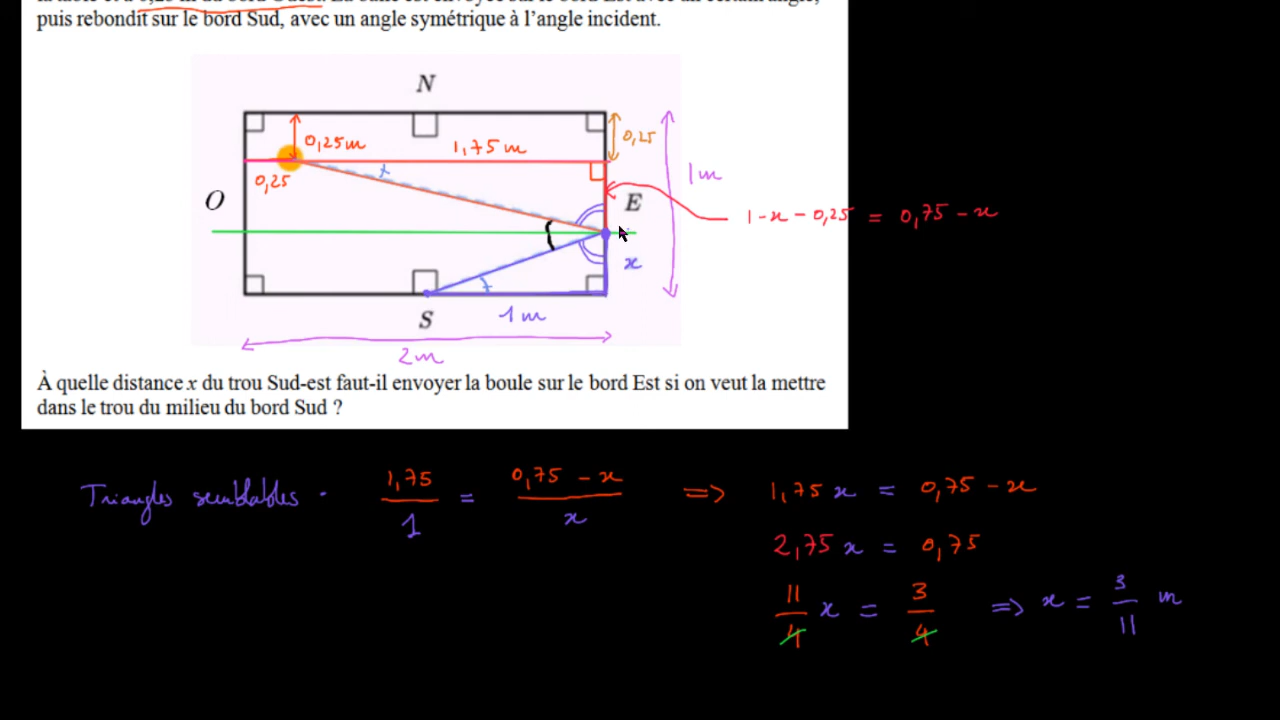 puis rebondit sur le bord Sud, avec un angle symétrique à l'angle incident.
N
0,25 m
1,75 m
0,25
1 m
0,25
O
E
1 - x - 0,25 = 0,75 - x
x
S
1 m
2 m
À quelle distance x du trou Sud-est faut-il envoyer la boule sur le bord Est si on veut la mettre
dans le trou du milieu du bord Sud ?
Triangles semblables. 1,75/1 = 0,75 - x/x => 1,75 x = 0,75 - x
2,75 x = 0,75
11/4 x = 3/4 => x = 3/11 m